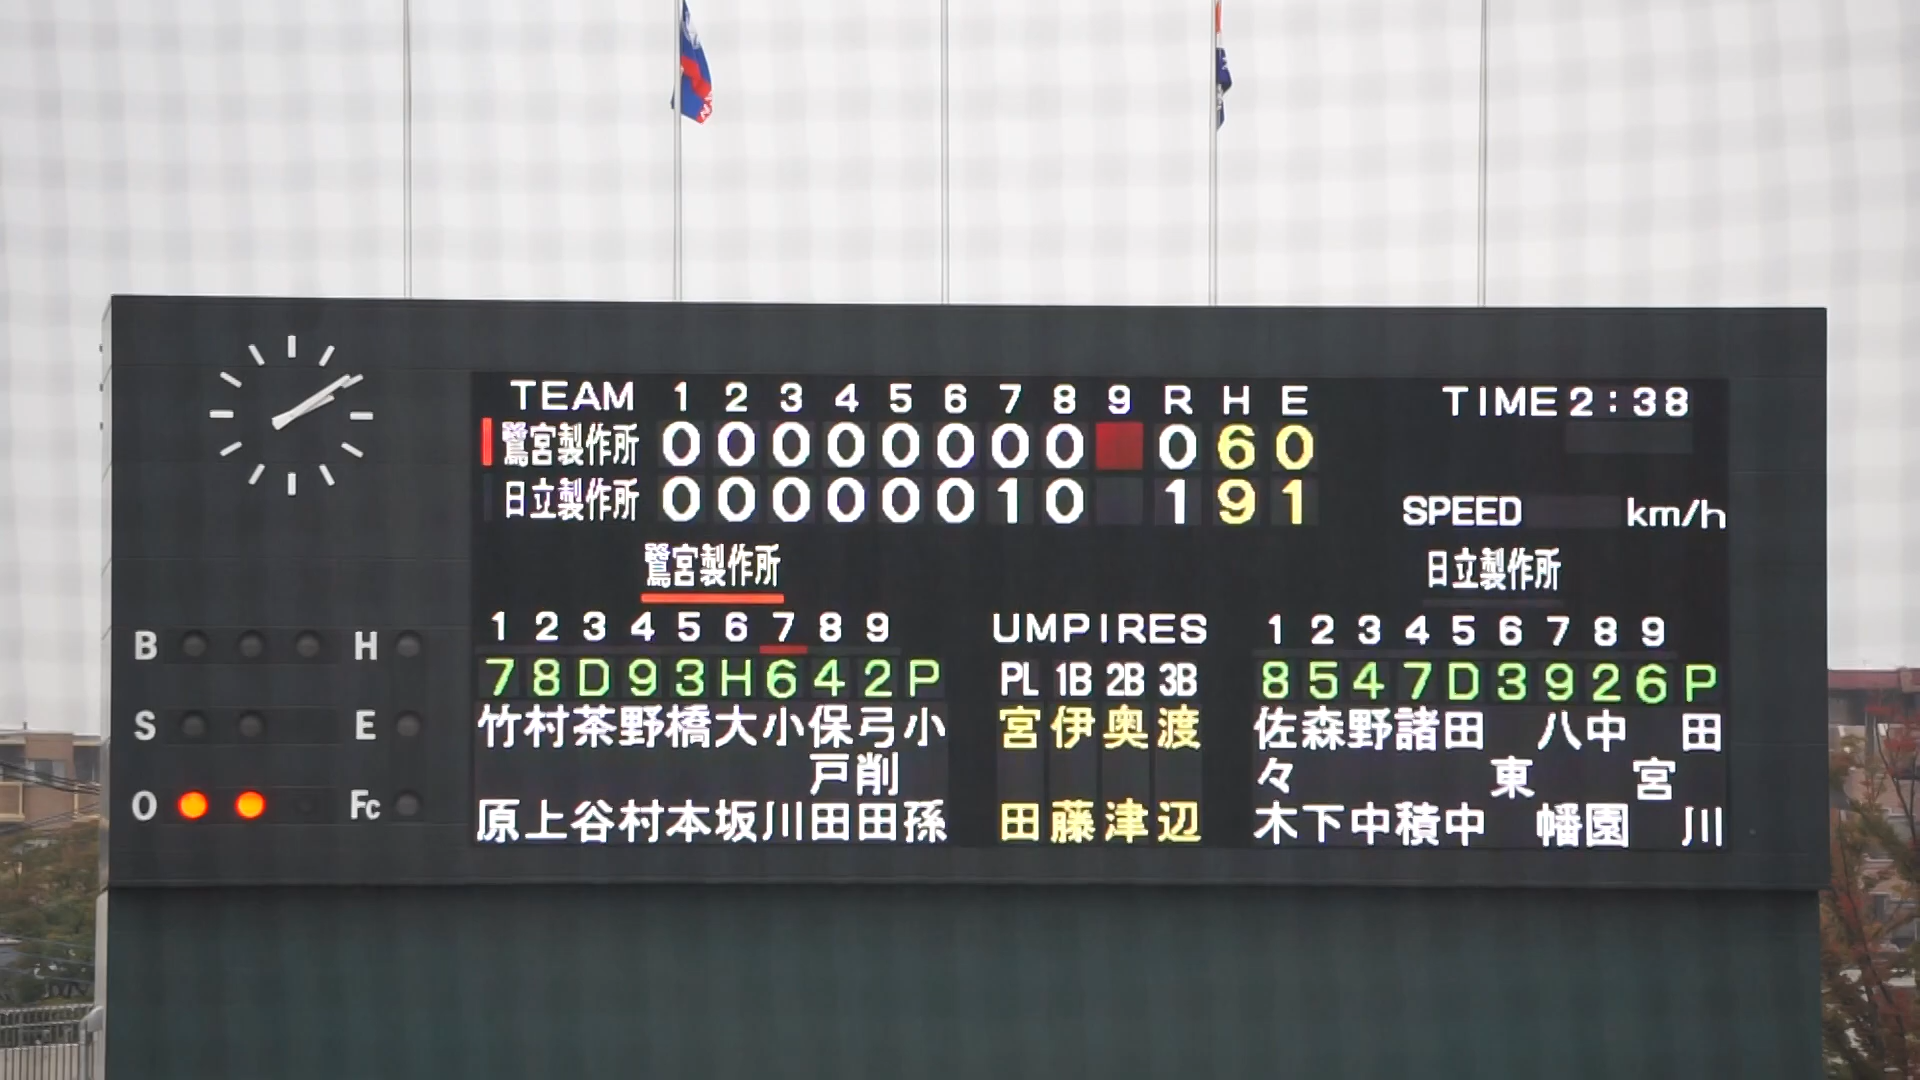 TEAM 1 2 3 4 5 6 7 8 9 R H E
鷺宮製作所 0 0 0 0 0 0 0 0 0 6 0
日立製作所 0 0 0 0 0 0 1 0 1 9 1
TIME 2:38
SPEED km/h
鷺宮製作所
1 2 3 4 5 6 7 8 9
7 8 D 9 3 H 6 4 2 P
竹原
村上
茶谷
野村
橋本
大坂
小川
保戸田
弓削田
小孫
UMPIRES
PL 1B 2B 3B
宮田
伊藤
奥津
渡辺
日立製作所
1 2 3 4 5 6 7 8 9
8 5 4 7 D 3 9 2 6 P
佐々木
森下
野中
諸積
田中
東
八幡
中園
宮
田川
B H
S E
O Fc